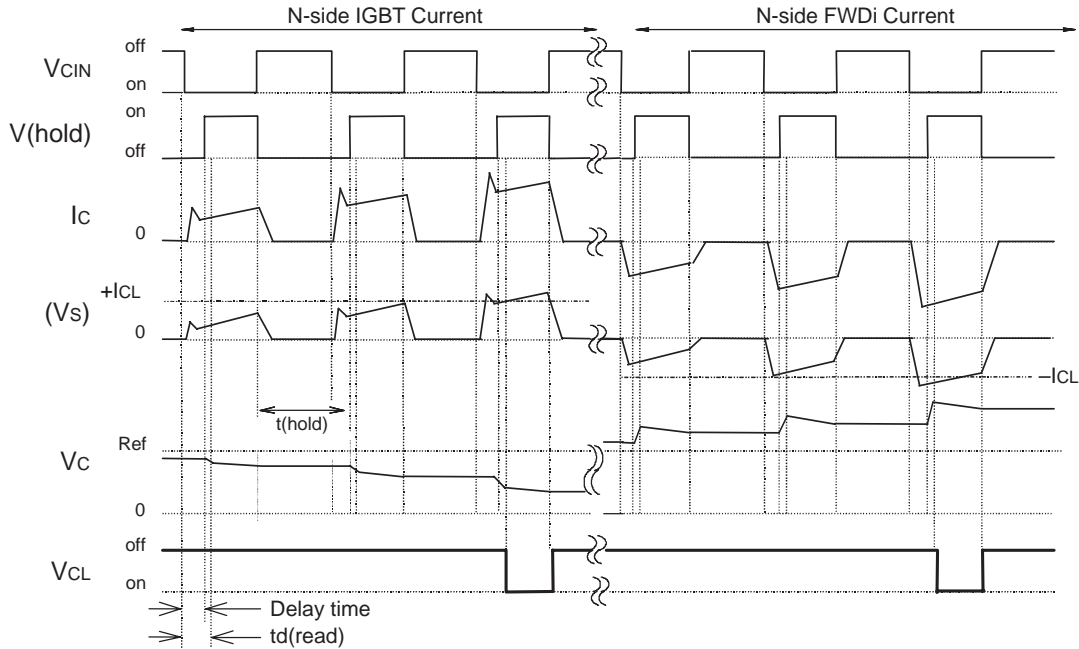 N-side IGBT Current
N-side FWDi Current
VCIN
off
on
V(hold)
on
off
IC
0
+ICL
(VS)
0
–ICL
t(hold)
VC
Ref
0
VCL
off
on
Delay time
td(read)